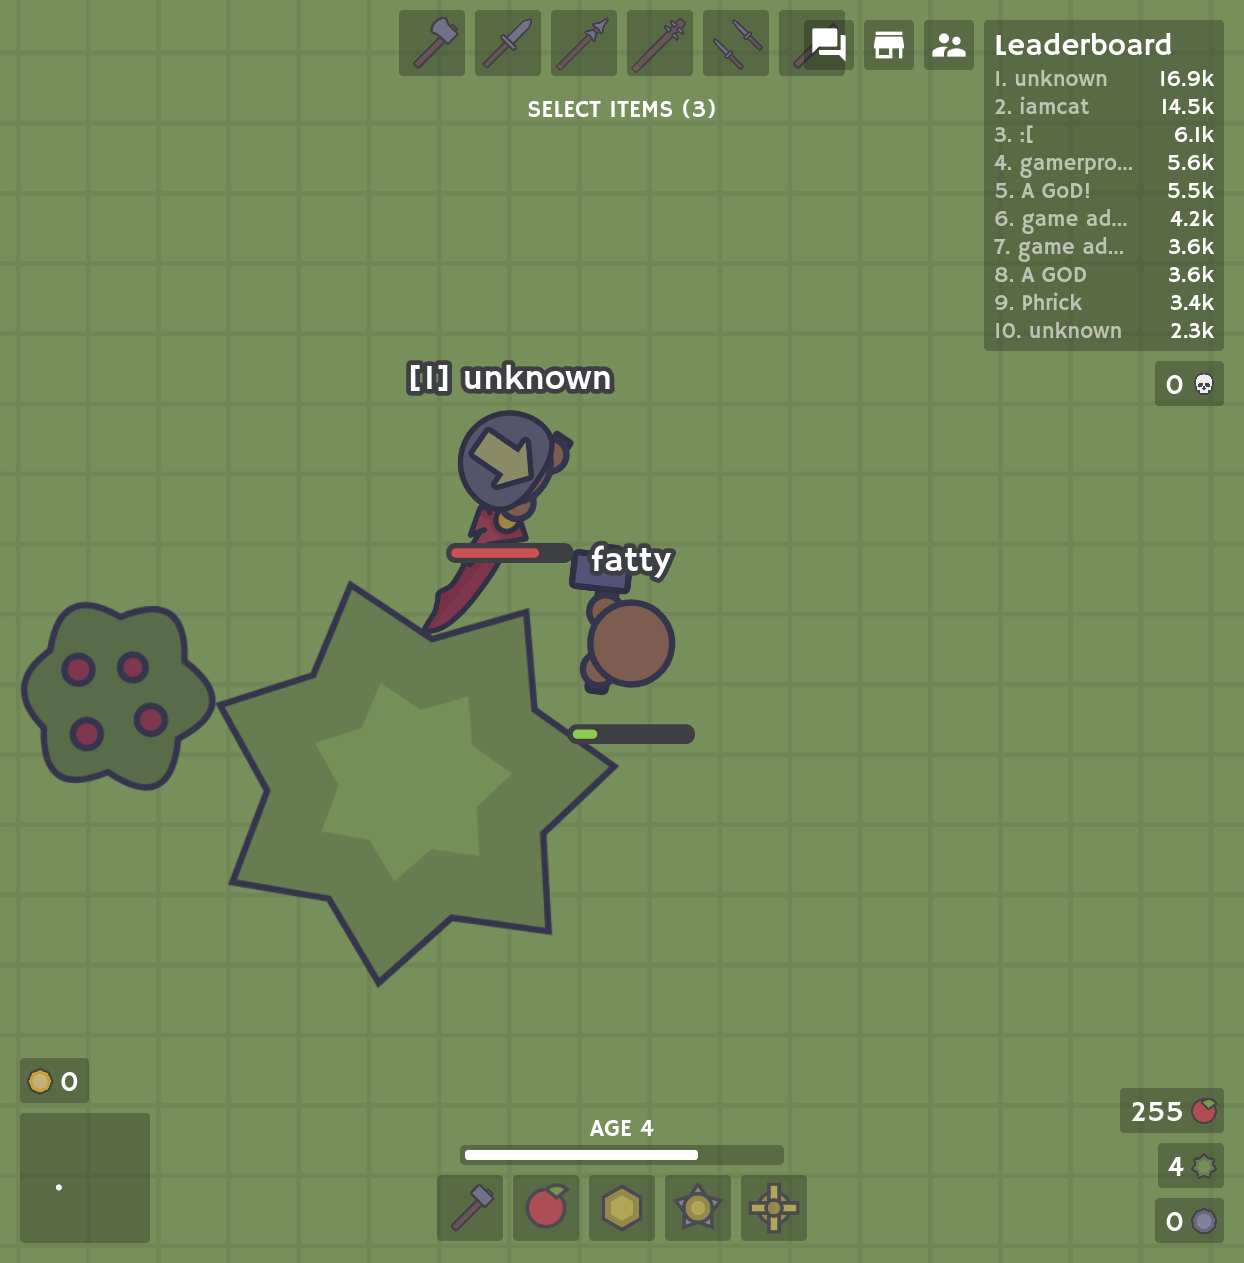 SELECT ITEMS (3)
Leaderboard
1. unknown 16.9k
2. iamcat 14.5k
3. :[ 6.1k
4. gamerpro... 5.6k
5. A GoD! 5.5k
6. game ad... 4.2k
7. game ad... 3.6k
8. A GOD 3.6k
9. Phrick 3.4k
10. unknown 2.3k
0
[I] unknown
fatty
0
255
AGE 4
4
0